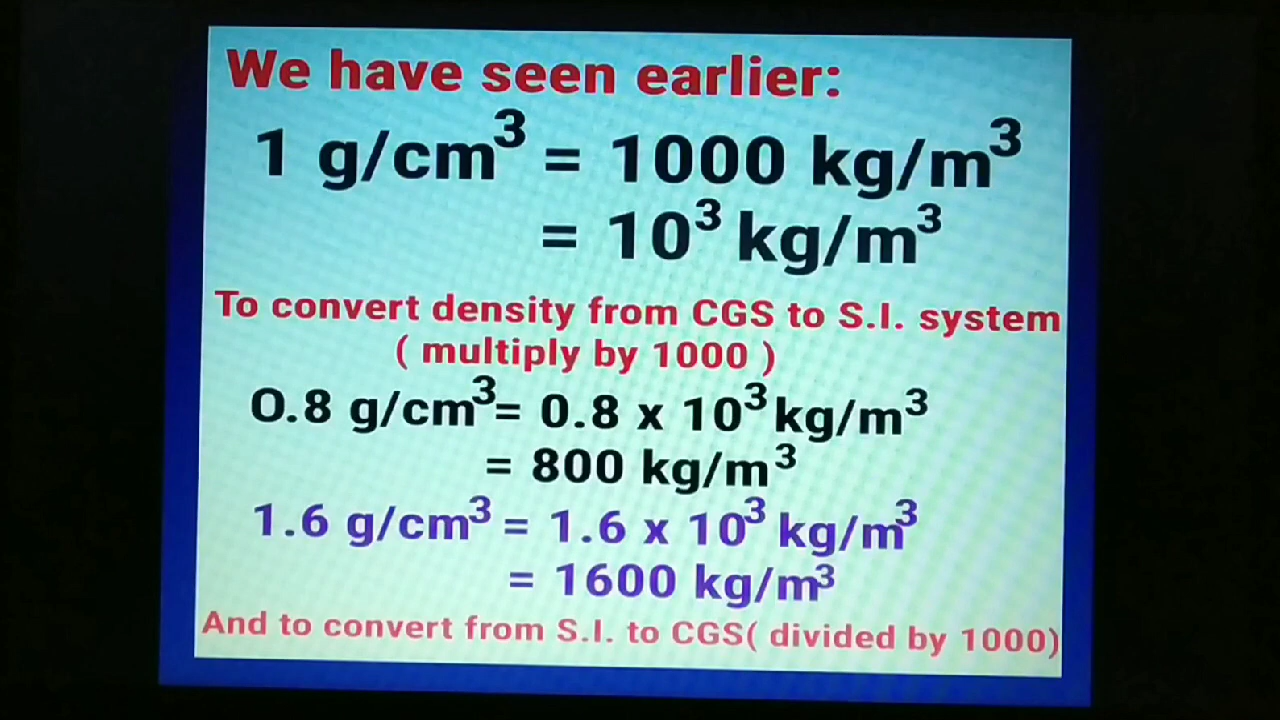 We have seen earlier:
1 g/cm³ = 1000 kg/m³
= 10³ kg/m³
To convert density from CGS to S.I. system
( multiply by 1000 )
0.8 g/cm³= 0.8 x 10³ kg/m³
= 800 kg/m³
1.6 g/cm³ = 1.6 x 10³ kg/m³
= 1600 kg/m³
And to convert from S.I. to CGS( divided by 1000)